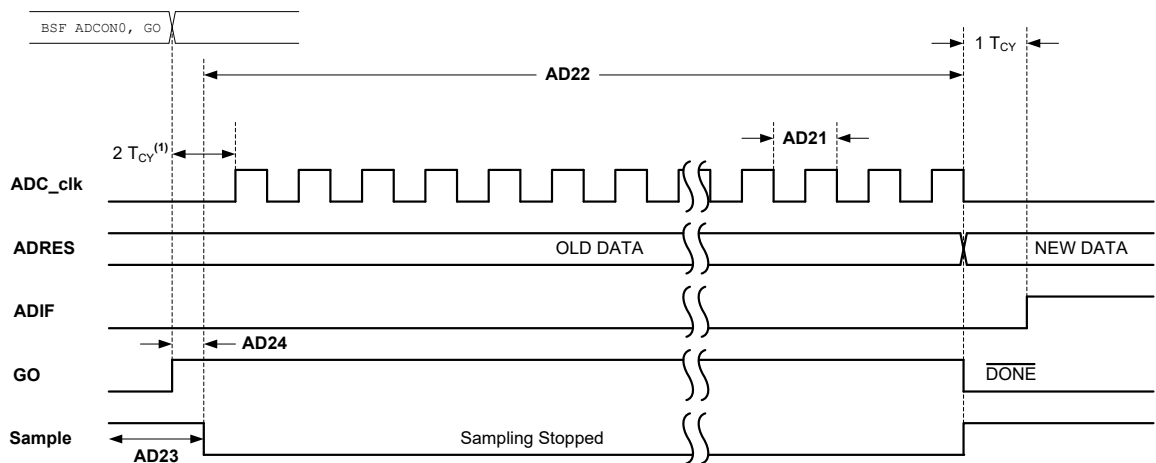 BSF ADCON0, GO
1 TCY
AD22
AD21
2 TCY(1)
ADC_clk
ADRES
OLD DATA
NEW DATA
ADIF
AD24
GO
DONE
Sample
Sampling Stopped
AD23